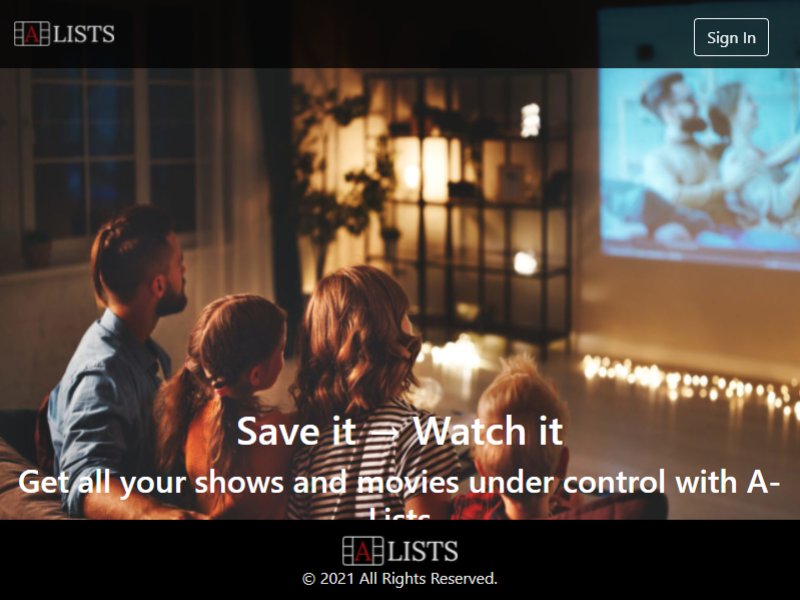 A LISTS
Sign In
Save it → Watch it
Get all your shows and movies under control with A-
Lists
A LISTS
© 2021 All Rights Reserved.